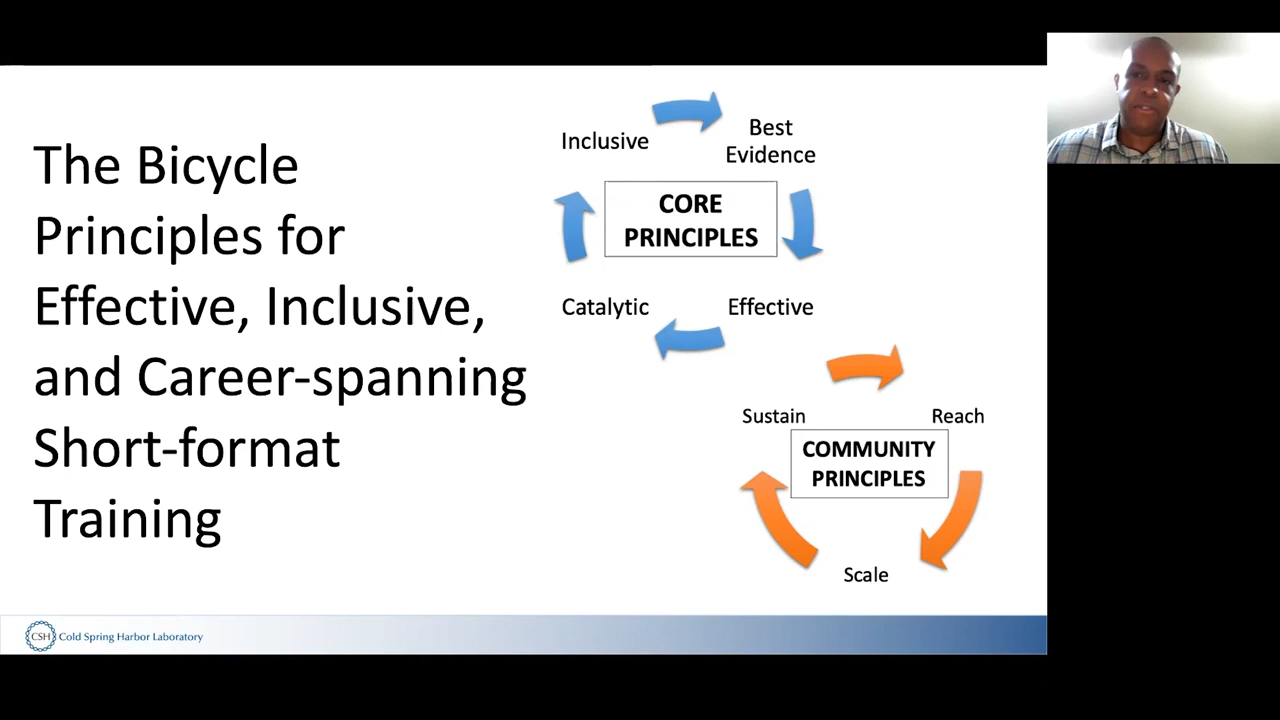 The Bicycle
Principles for
Effective, Inclusive,
and Career-spanning
Short-format
Training
Inclusive
Best
Evidence
CORE
PRINCIPLES
Catalytic
Effective
Sustain
Reach
COMMUNITY
PRINCIPLES
Scale
CSH Cold Spring Harbor Laboratory